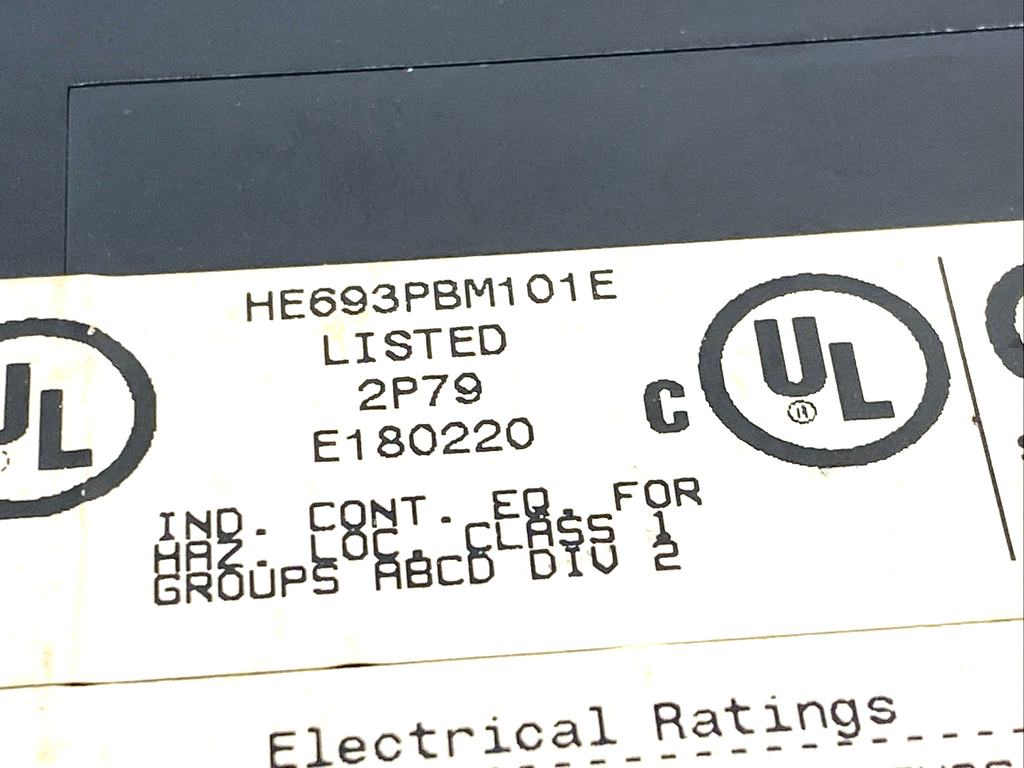 HE693PBM101E
LISTED
2P79
E180220
UL
C UL
IND. CONT. EQ. FOR
HAZ. LOC. CLASS 1
GROUPS ABCD DIV 2
Electrical Ratings